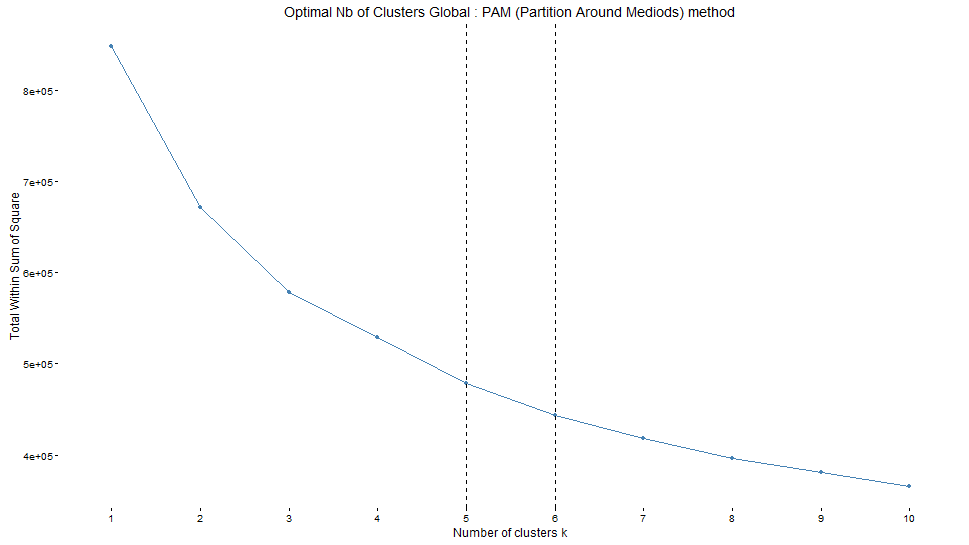 Optimal Nb of Clusters Global : PAM (Partition Around Mediods) method
Total Within Sum of Square
8e+05
7e+05
6e+05
5e+05
4e+05
1 2 3 4 5 6 7 8 9 10
Number of clusters k